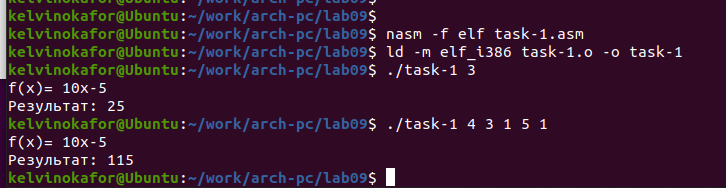 kelvinokafor@Ubuntu:~/work/arch-pc/lab09$
kelvinokafor@Ubuntu:~/work/arch-pc/lab09$ nasm -f elf task-1.asm
kelvinokafor@Ubuntu:~/work/arch-pc/lab09$ ld -m elf_i386 task-1.o -o task-1
kelvinokafor@Ubuntu:~/work/arch-pc/lab09$ ./task-1 3
f(x)= 10x-5
Результат: 25
kelvinokafor@Ubuntu:~/work/arch-pc/lab09$ ./task-1 4 3 1 5 1
f(x)= 10x-5
Результат: 115
kelvinokafor@Ubuntu:~/work/arch-pc/lab09$